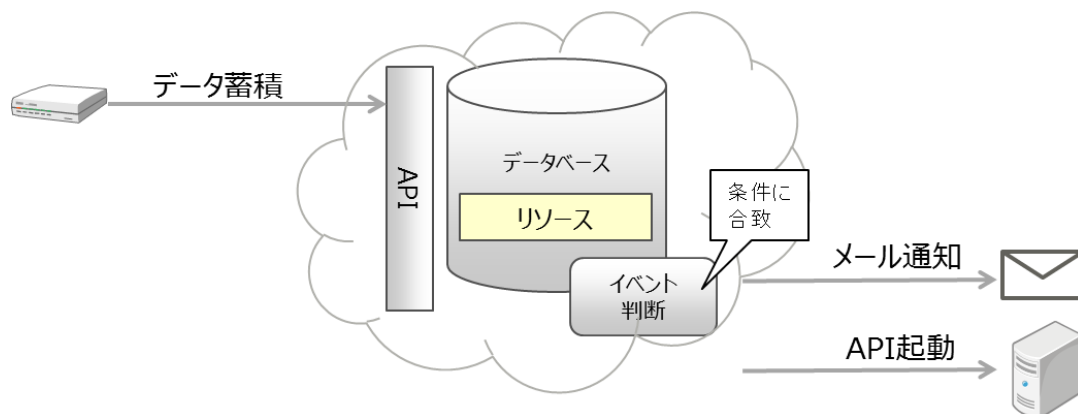 データ蓄積
API
データベース
リソース
条件に
合致
イベント
判断
メール通知
API起動